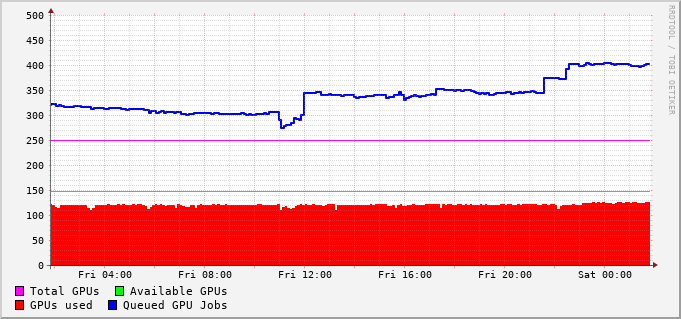 RRDTOOL / TOBI OETIKER
500
450
400
350
300
250
200
150
100
50
0
Fri 04:00 Fri 08:00 Fri 12:00 Fri 16:00 Fri 20:00 Sat 00:00
Total GPUs Available GPUs
GPUs used Queued GPU Jobs